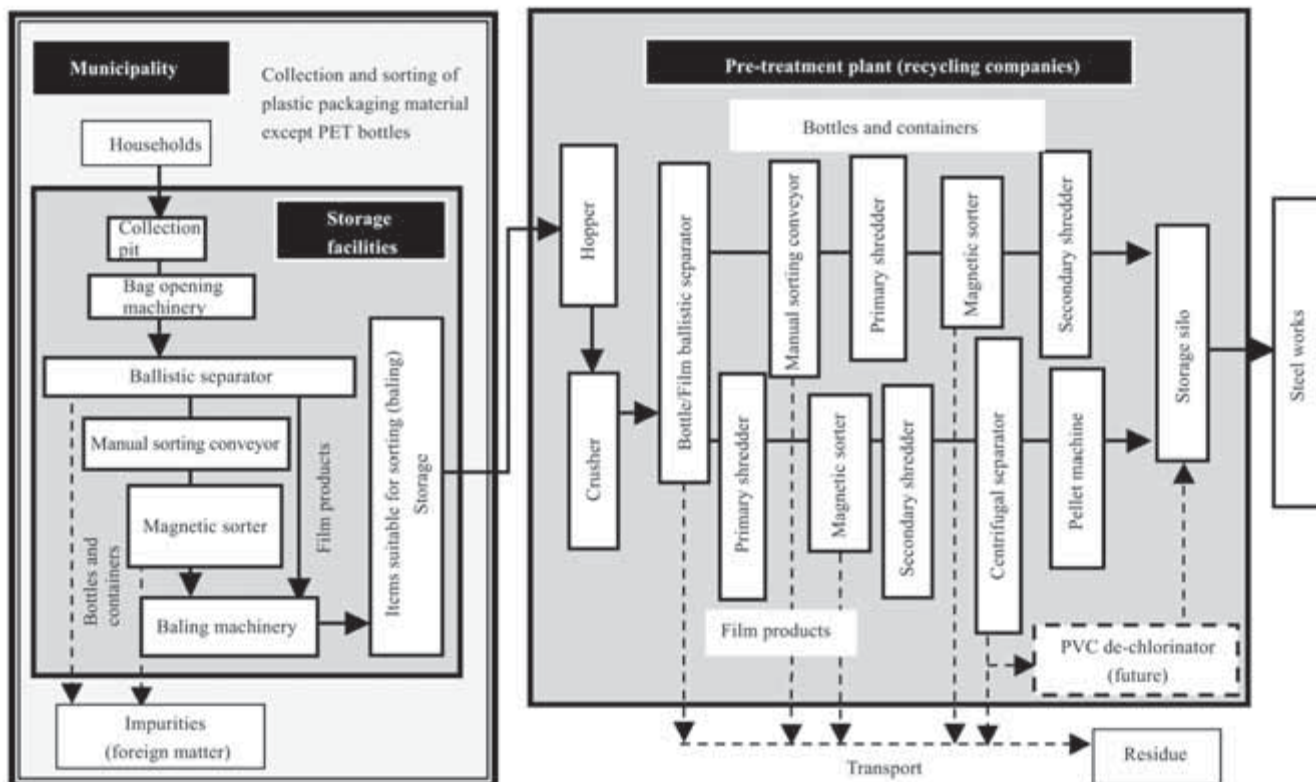 Municipality
Collection and sorting of
plastic packaging material
except PET bottles
Households
Storage
facilities
Collection
pit
Bag opening
machinery
Ballistic separator
Manual sorting conveyor
Magnetic sorter
Baling machinery
Bottles and
containers
Film products
Items suitable for sorting (baling)
Storage
Impurities
(foreign matter)
Pre-treatment plant (recycling companies)
Bottles and containers
Hopper
Crusher
Bottle/Film ballistic separator
Manual sorting conveyor
Primary shredder
Magnetic sorter
Secondary shredder
Primary shredder
Magnetic sorter
Secondary shredder
Centrifugal separator
Pellet machine
Film products
PVC de-chlorinator
(future)
Storage silo
Steel works
Transport
Residue